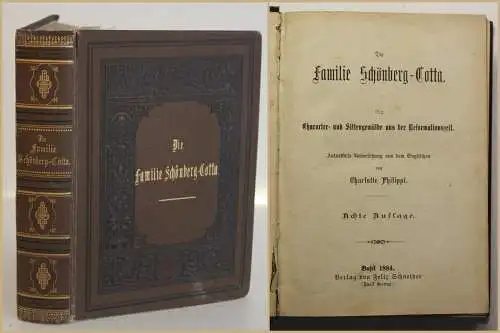 Die
Familie
Schönberg-Cotta.
Die
Familie Schönberg-Cotta.
Die
Familie Schönberg-Cotta.
Ein
Character- und Sittengemälde aus der Reformationszeit.
Autorisirte Uebersetzung aus dem Englischen
von
Charlotte Philippi.
Achte Auflage.
Basel 1884.
Verlag von Felix Schneider